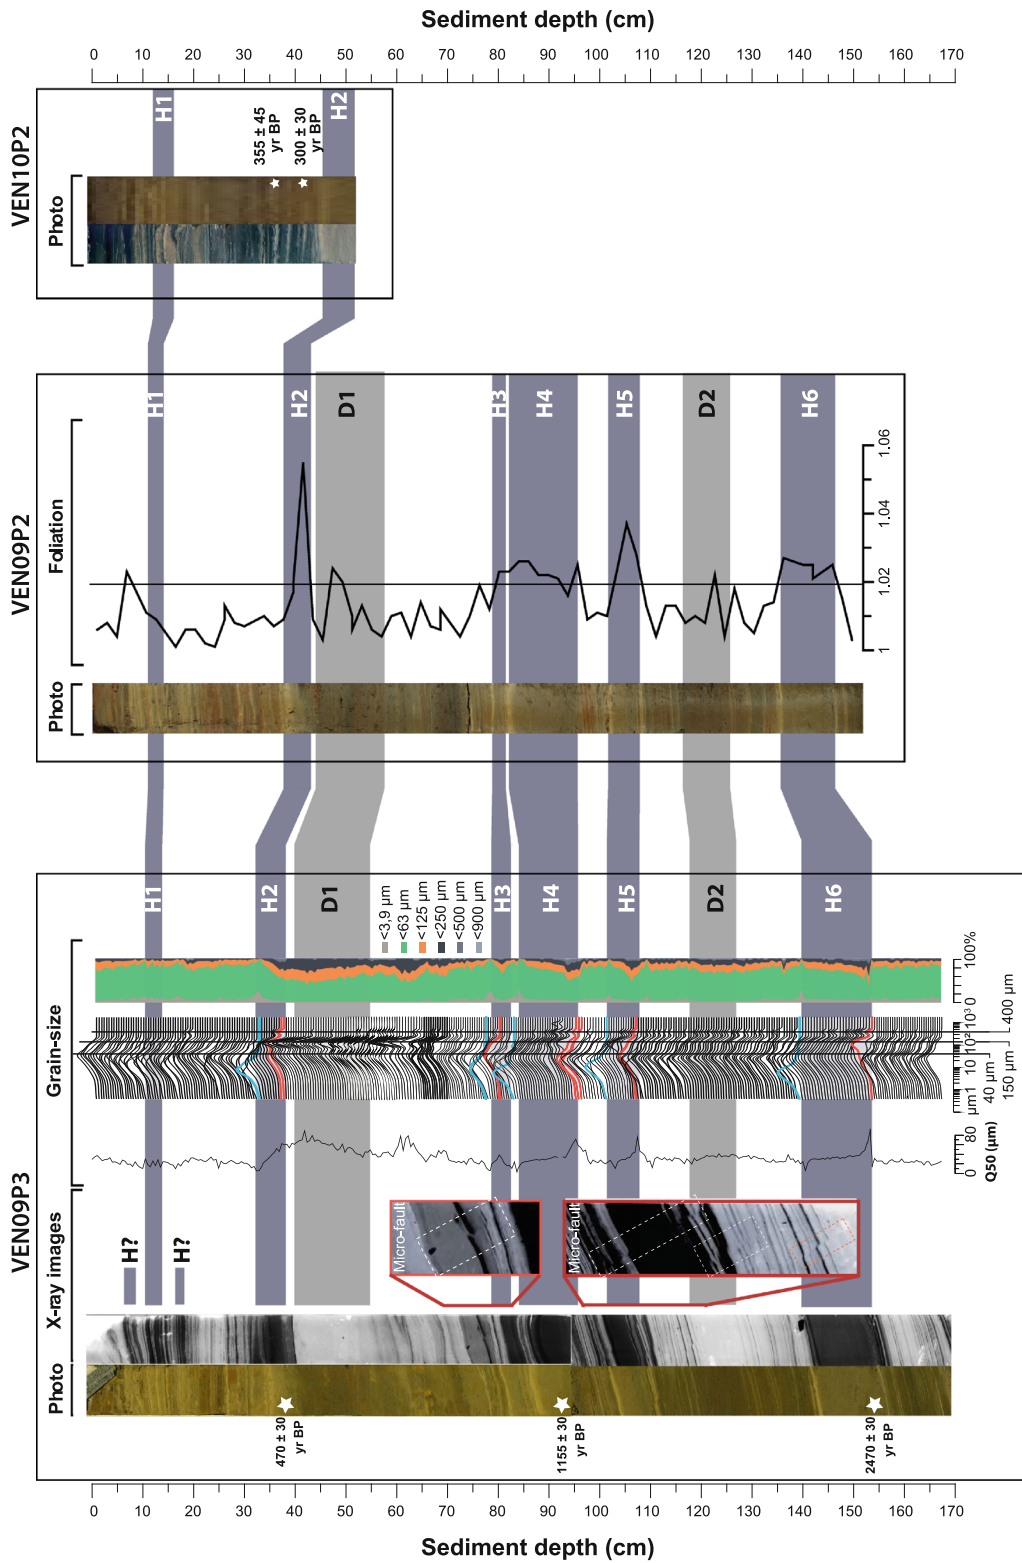 Sediment depth (cm)
0 10 20 30 40 50 60 70 80 90 100 110 120 130 140 150 160 170
VEN10P2
Photo
H1
355 ± 45
yr BP
300 ± 30
yr BP
H2
VEN09P2
Foliation
Photo
H1
H2
D1
H3
H4
H5
D2
H6
1 1.02 1.04 1.06
VEN09P3
Grain-size
X-ray images
Photo
H1
H2
D1
<3,9 µm
<63 µm
<125 µm
<250 µm
<500 µm
<900 µm
H3
H4
H5
D2
H6
0 100%
µm1 10 10² 10³
40 µm
150 µm
400 µm
0 80
Q50 (µm)
H?
H?
Micro-fault
Micro-fault
470 ± 30
yr BP
1155 ± 30
yr BP
2470 ± 30
yr BP
0 10 20 30 40 50 60 70 80 90 100 110 120 130 140 150 160 170
Sediment depth (cm)